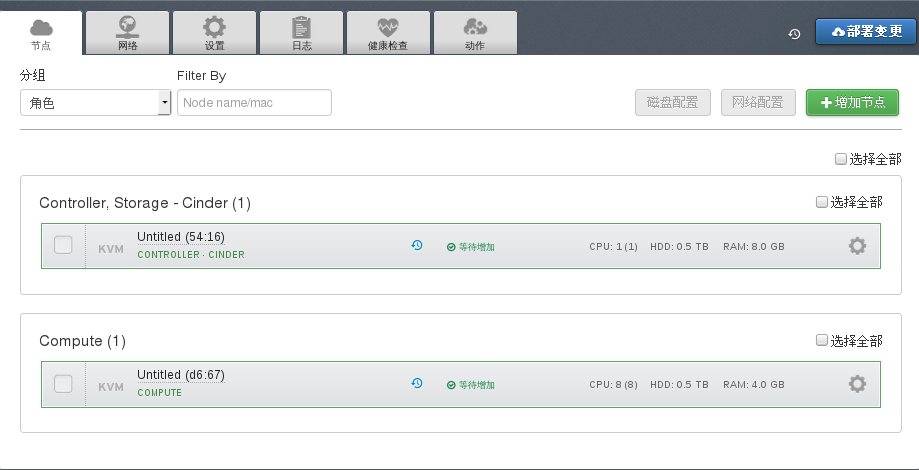 节点 网络 设置 日志 健康检查 动作 部署变更
分组 Filter By
角色 Node name/mac 磁盘配置 网络配置 增加节点
选择全部
Controller, Storage - Cinder (1) 选择全部
KVM Untitled (54:16) 等待增加 CPU: 1 (1) HDD: 0.5 TB RAM: 8.0 GB
CONTROLLER · CINDER
Compute (1) 选择全部
KVM Untitled (d6:67) 等待增加 CPU: 8 (8) HDD: 0.5 TB RAM: 4.0 GB
COMPUTE